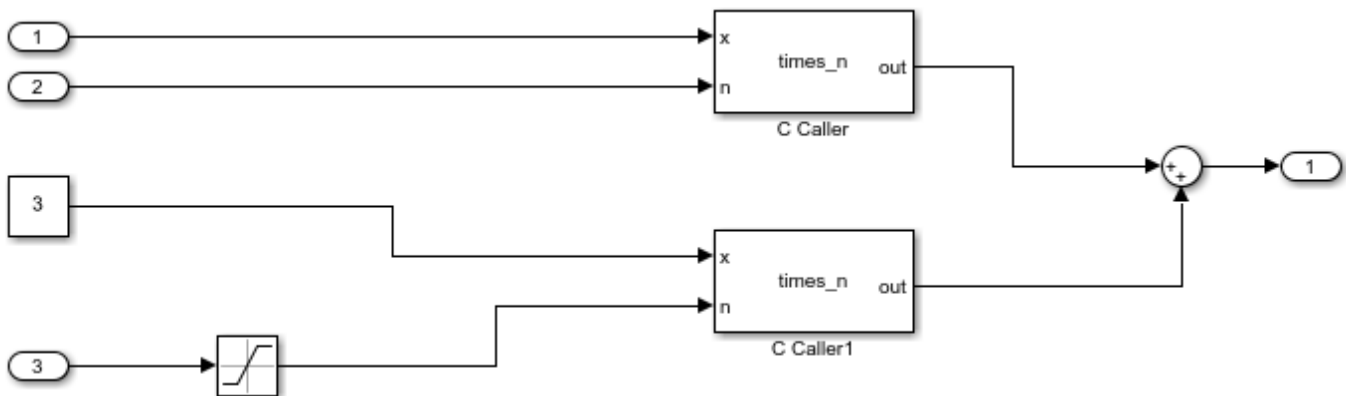 1
x
times_n
out
2
n
C Caller
+
+
1
3
x
times_n
out
n
3
C Caller1